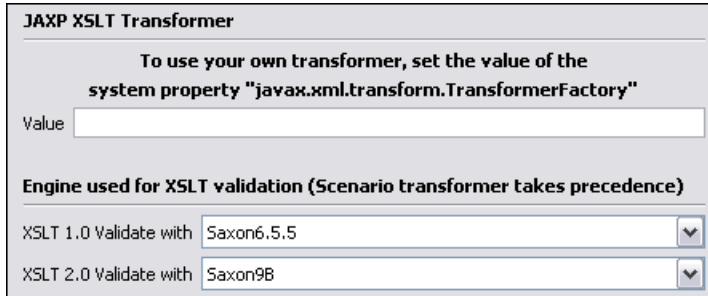 JAXP XSLT Transformer
To use your own transformer, set the value of the
system property "javax.xml.transform.TransformerFactory"
Value
Engine used for XSLT validation (Scenario transformer takes precedence)
XSLT 1.0 Validate with Saxon6.5.5
XSLT 2.0 Validate with Saxon9B